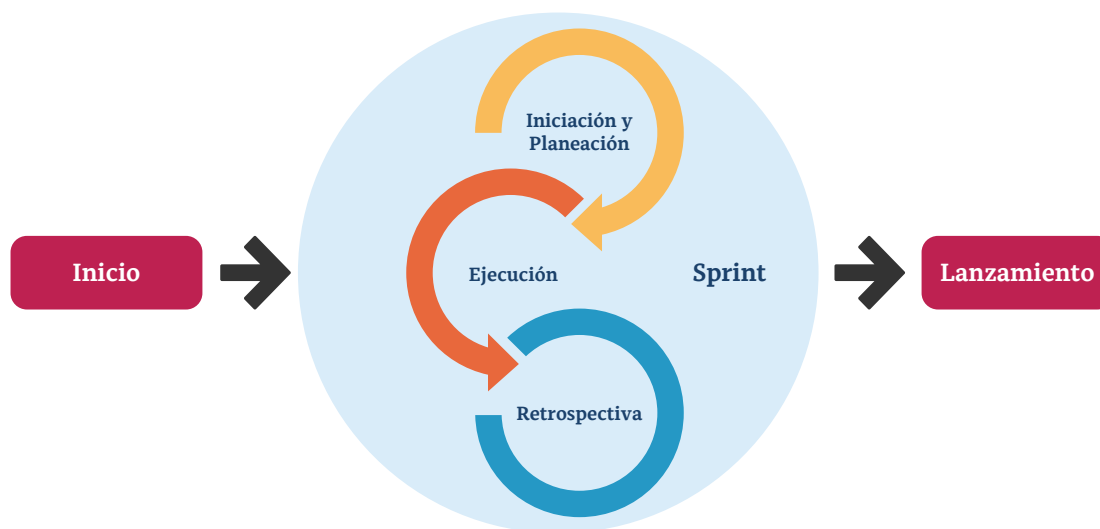 Inicio
Iniciación y
Planeación
Ejecución
Sprint
Retrospectiva
Lanzamiento